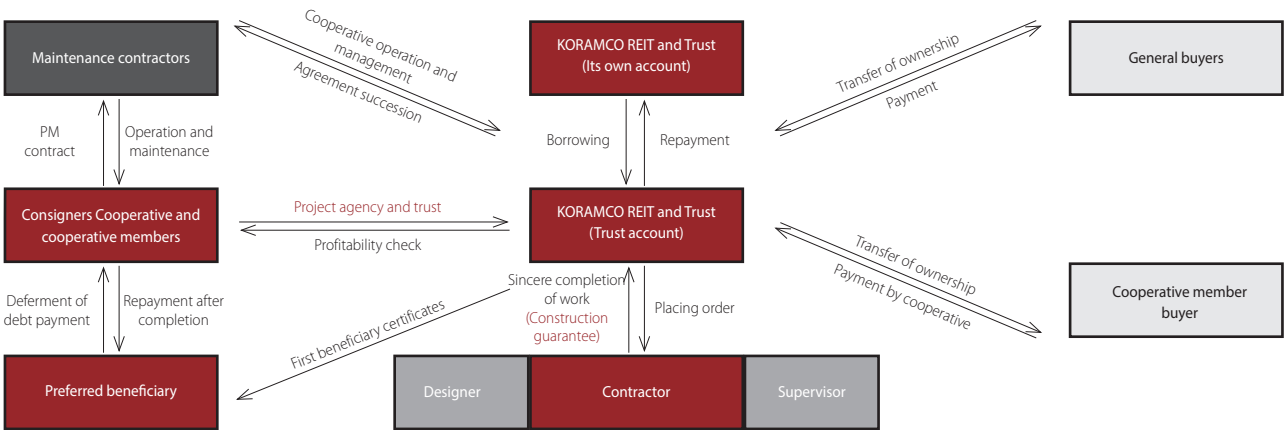 Maintenance contractors
Cooperative operation and
management
Agreement succession
KORAMCO REIT and Trust
(Its own account)
Transfer of ownership
Payment
General buyers
PM
contract
Operation and
maintenance
Borrowing
Repayment
Consigners Cooperative and
cooperative members
Project agency and trust
Profitability check
KORAMCO REIT and Trust
(Trust account)
Transfer of ownership
Payment by cooperative
Cooperative member
buyer
Deferment of
debt payment
Repayment after
completion
First beneficiary certificates
Sincere completion
of work
(Construction
guarantee)
Placing order
Preferred beneficiary
Designer
Contractor
Supervisor